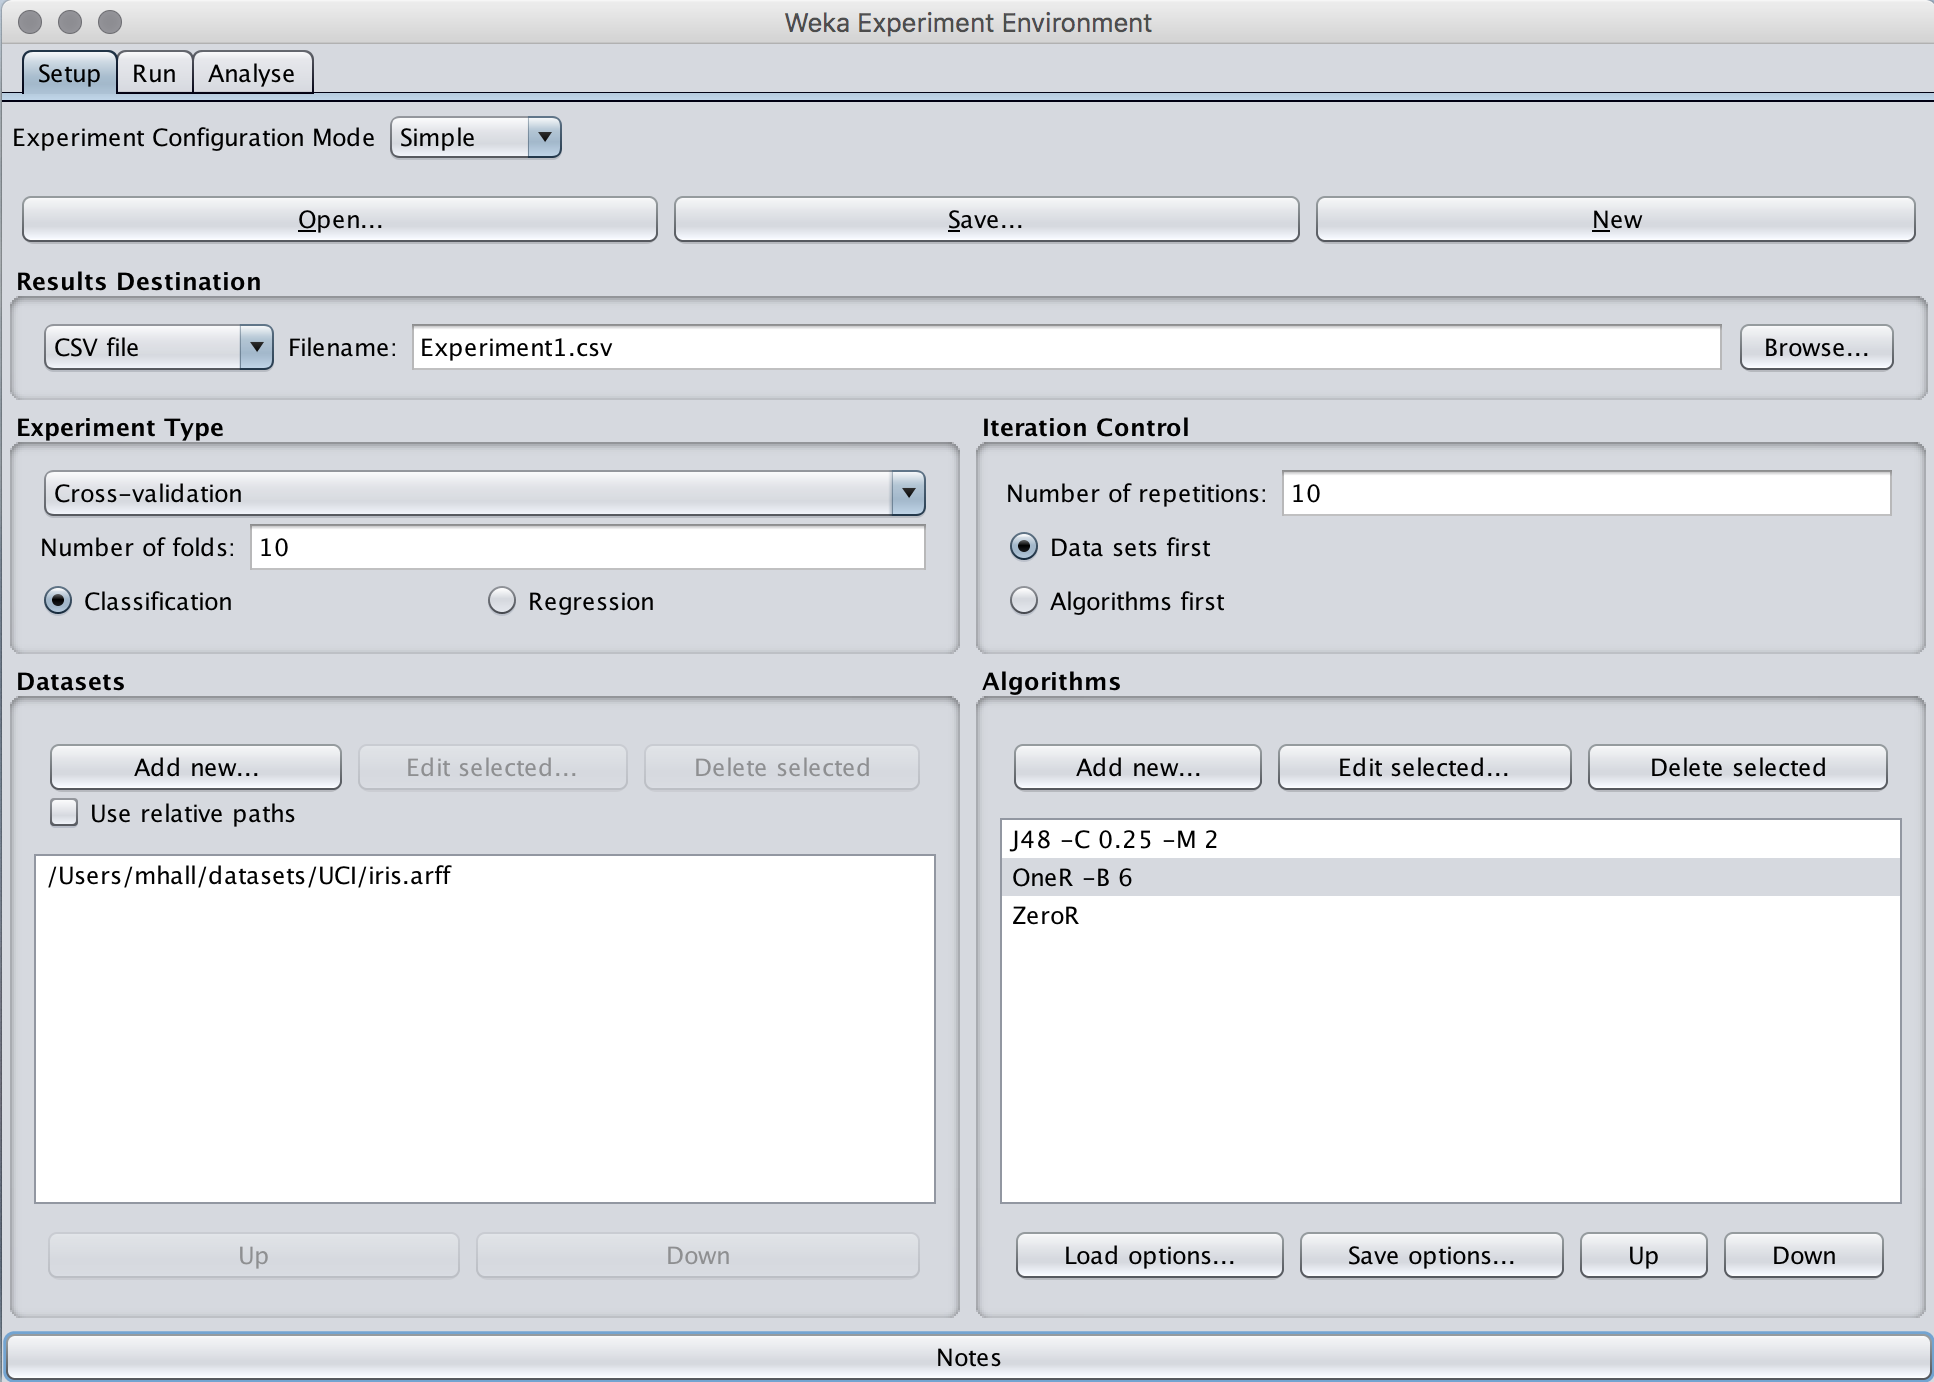 Weka Experiment Environment
Setup Run Analyse
Experiment Configuration Mode Simple
Open... Save... New
Results Destination
CSV file Filename: Experiment1.csv Browse...
Experiment Type
Cross-validation
Number of folds: 10
Classification Regression
Iteration Control
Number of repetitions: 10
Data sets first
Algorithms first
Datasets
Add new... Edit selected... Delete selected
Use relative paths
/Users/mhall/datasets/UCI/iris.arff
Up Down
Algorithms
Add new... Edit selected... Delete selected
J48 -C 0.25 -M 2
OneR -B 6
ZeroR
Load options... Save options... Up Down
Notes